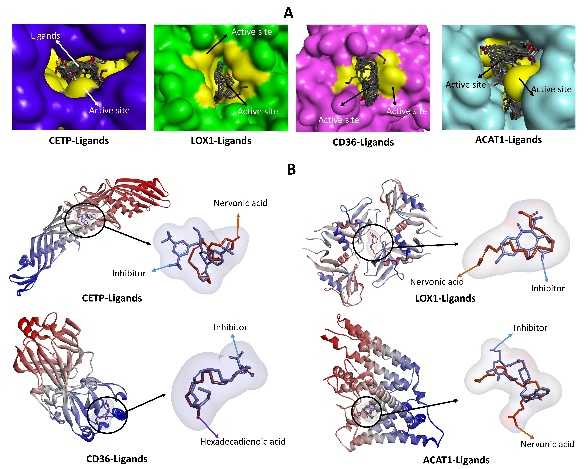 A
Ligands
Active site
CETP-Ligands
Active site
Active site
LOX1-Ligands
Active site
Active site
CD36-Ligands
Active site
Active site
ACAT1-Ligands
B
Nervonic acid
Inhibitor
CETP-Ligands
Nervonic acid
Inhibitor
LOX1-Ligands
Inhibitor
Hexadecadienoic acid
CD36-Ligands
Inhibitor
Nervonic acid
ACAT1-Ligands